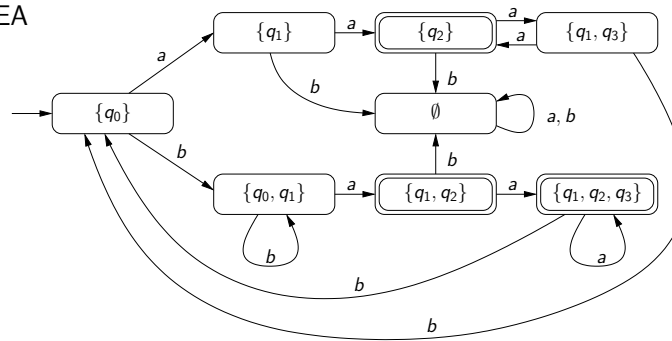 EA
{q₁} a {q₂} a a {q₁, q₃}
a b b
{q₀} ∅ a, b
b b
{q₀, q₁} a {q₁, q₂} a {q₁, q₂, q₃}
b a
b
b